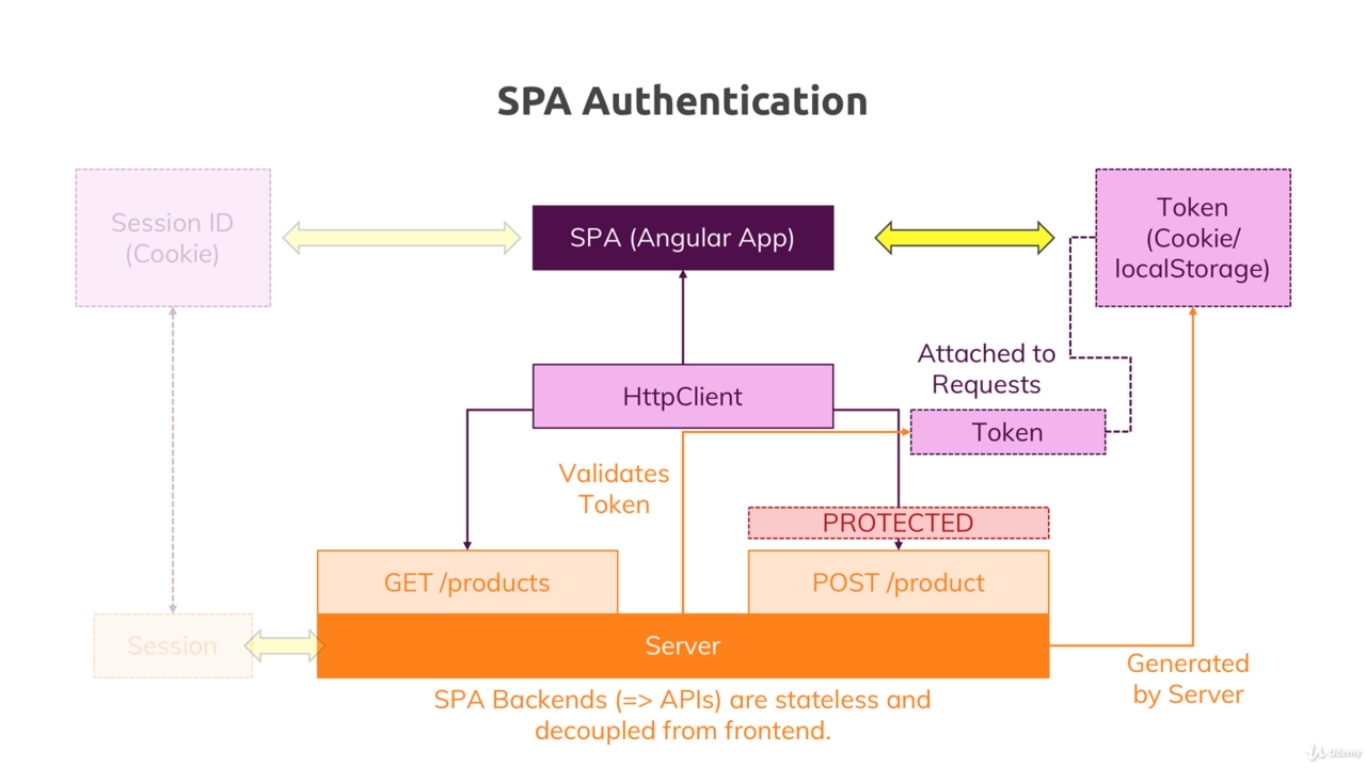 SPA Authentication
Session ID
(Cookie)
SPA (Angular App)
Token
(Cookie/
localStorage)
Attached to
Requests
HttpClient
Token
Validates
Token
PROTECTED
GET /products
POST /product
Session
Server
Generated
by Server
SPA Backends (=> APIs) are stateless and
decoupled from frontend.
Udemy